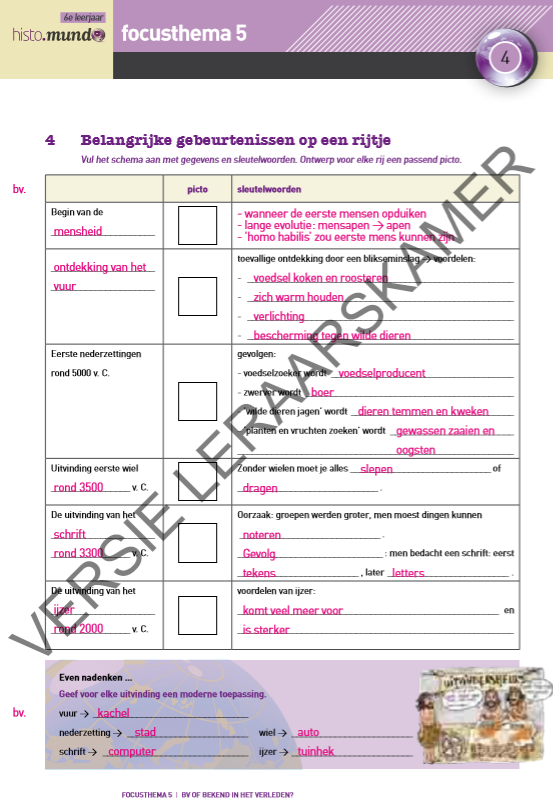 6e leerjaar
histo.mundo
focusthema 5
4
4 Belangrijke gebeurtenissen op een rijtje
Vul het schema aan met gegevens en sleutelwoorden. Ontwerp voor elke rij een passend picto.
bv.
picto sleutelwoorden
Begin van de
mensheid
- wanneer de eerste mensen opduiken
- lange evolutie: mensapen → apen
- 'homo habilis' zou eerste mens kunnen zijn
ontdekking van het
vuur
toevallige ontdekking door een blikseminslag → voordelen:
- voedsel koken en roosteren
- zich warm houden
- verlichting
- bescherming tegen wilde dieren
Eerste nederzettingen
rond 5000 v. C.
gevolgen:
- voedselzoeker wordt voedselproducent
- zwerver wordt boer
- 'wilde dieren jagen' wordt dieren temmen en kweken
- 'planten en vruchten zoeken' wordt gewassen zaaien en
oogsten
Uitvinding eerste wiel
rond 3500 v. C.
Zonder wielen moet je alles slepen of
dragen .
De uitvinding van het
schrift
rond 3300 v. C.
Oorzaak: groepen werden groter, men moest dingen kunnen
noteren .
Gevolg : men bedacht een schrift: eerst
tekens , later letters .
De uitvinding van het
ijzer
rond 2000 v. C.
voordelen van ijzer:
komt veel meer voor en
is sterker
VERSIE LERAARSKAMER
Even nadenken ...
Geef voor elke uitvinding een moderne toepassing.
bv.
vuur → kachel
nederzetting → stad wiel → auto
schrift → computer ijzer → tuinhek
UITVINDERSBEURS
FOCUSTHEMA 5 | BV OF BEKEND IN HET VERLEDEN?